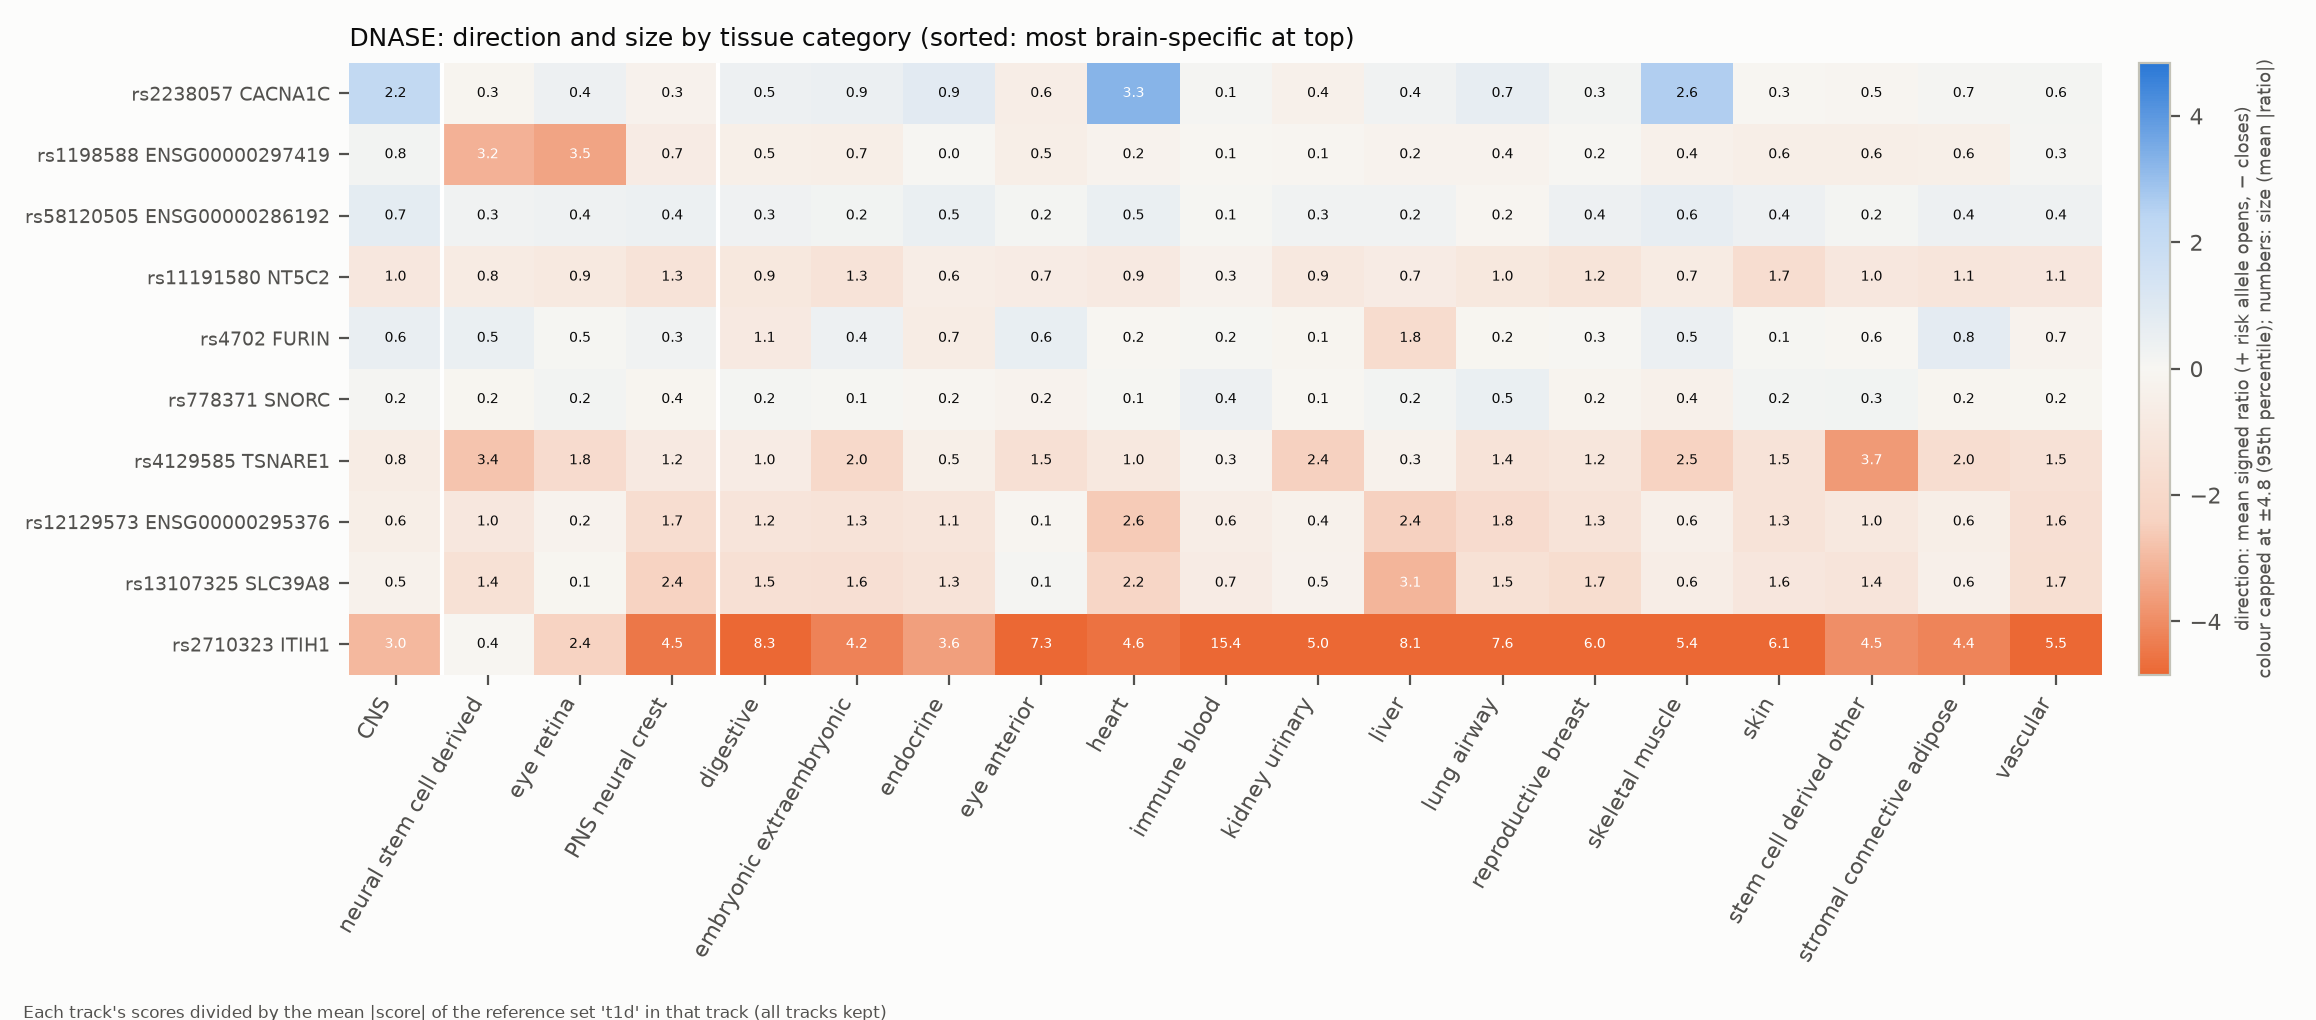 DNASE: direction and size by tissue category (sorted: most brain-specific at top)
rs2238057 CACNA1C 2.2 0.3 0.4 0.3 0.5 0.9 0.9 0.6 3.3 0.1 0.4 0.4 0.7 0.3 2.6 0.3 0.5 0.7 0.6
rs1198588 ENSG00000297419 0.8 3.2 3.5 0.7 0.5 0.7 0.0 0.5 0.2 0.1 0.1 0.2 0.4 0.2 0.4 0.6 0.6 0.6 0.3
rs58120505 ENSG00000286192 0.7 0.3 0.4 0.4 0.3 0.2 0.5 0.2 0.5 0.1 0.3 0.2 0.2 0.4 0.6 0.4 0.2 0.4 0.4
rs11191580 NT5C2 1.0 0.8 0.9 1.3 0.9 1.3 0.6 0.7 0.9 0.3 0.9 0.7 1.0 1.2 0.7 1.7 1.0 1.1 1.1
rs4702 FURIN 0.6 0.5 0.5 0.3 1.1 0.4 0.7 0.6 0.2 0.2 0.1 1.8 0.2 0.3 0.5 0.1 0.6 0.8 0.7
rs778371 SNORC 0.2 0.2 0.2 0.4 0.2 0.1 0.2 0.2 0.1 0.4 0.1 0.2 0.5 0.2 0.4 0.2 0.3 0.2 0.2
rs4129585 TSNARE1 0.8 3.4 1.8 1.2 1.0 2.0 0.5 1.5 1.0 0.3 2.4 0.3 1.4 1.2 2.5 1.5 3.7 2.0 1.5
rs12129573 ENSG00000295376 0.6 1.0 0.2 1.7 1.2 1.3 1.1 0.1 2.6 0.6 0.4 2.4 1.8 1.3 0.6 1.3 1.0 0.6 1.6
rs13107325 SLC39A8 0.5 1.4 0.1 2.4 1.5 1.6 1.3 0.1 2.2 0.7 0.5 3.1 1.5 1.7 0.6 1.6 1.4 0.6 1.7
rs2710323 ITIH1 3.0 0.4 2.4 4.5 8.3 4.2 3.6 7.3 4.6 15.4 5.0 8.1 7.6 6.0 5.4 6.1 4.5 4.4 5.5
CNS
neural stem cell derived
eye retina
PNS neural crest
digestive
embryonic extraembryonic
endocrine
eye anterior
heart
immune blood
kidney urinary
liver
lung airway
reproductive breast
skeletal muscle
skin
stem cell derived other
stromal connective adipose
vascular
4
2
0
−2
−4
direction: mean signed ratio (+ risk allele opens, − closes)
colour capped at ±4.8 (95th percentile); numbers: size (mean |ratio|)
Each track's scores divided by the mean |score| of the reference set 't1d' in that track (all tracks kept)